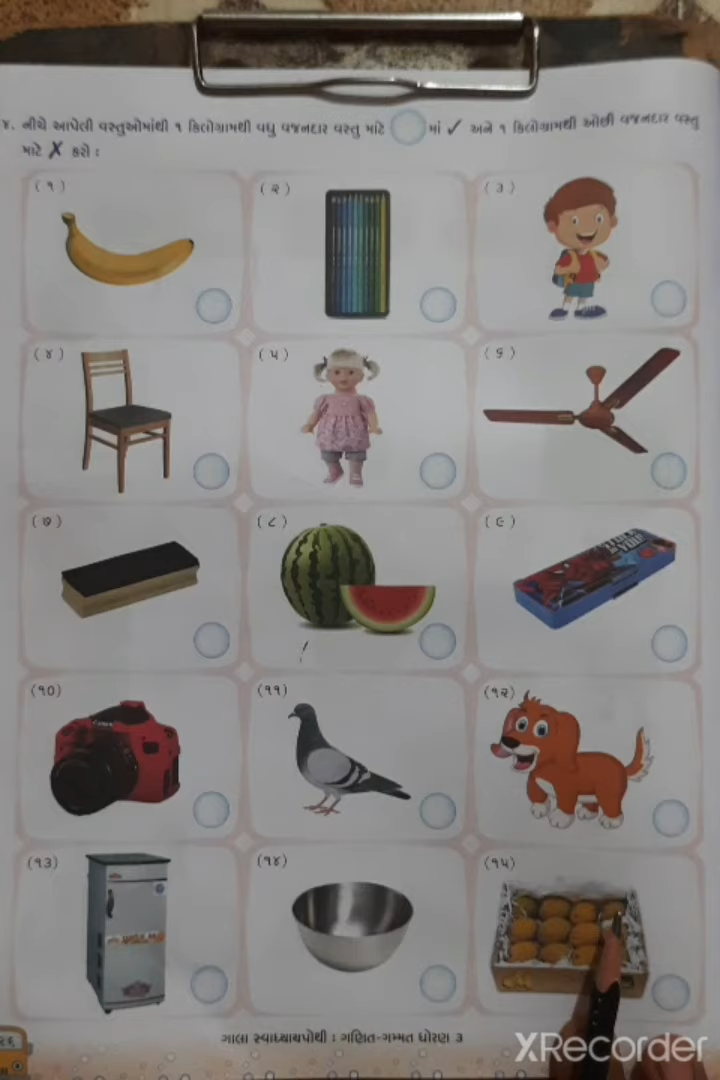 ૪. નીચે આપેલી વસ્તુઓમાંથી ૧ કિલોગ્રામથી વધુ વજનદાર વસ્તુ માટે માં ✓ અને ૧ કિલોગ્રામથી ઓછી વજનદાર વસ્તુ
માટે ✗ કરો :
(૧) (૨) (૩)
(૪) (૫) (૬)
(૭) (૮) (૯)
(૧૦) (૧૧) (૧૨)
(૧૩) (૧૪) (૧૫)
૨૬ ગાલા સ્વાધ્યાયપોથી : ગણિત-ગમ્મત ધોરણ ૩
XRecorder